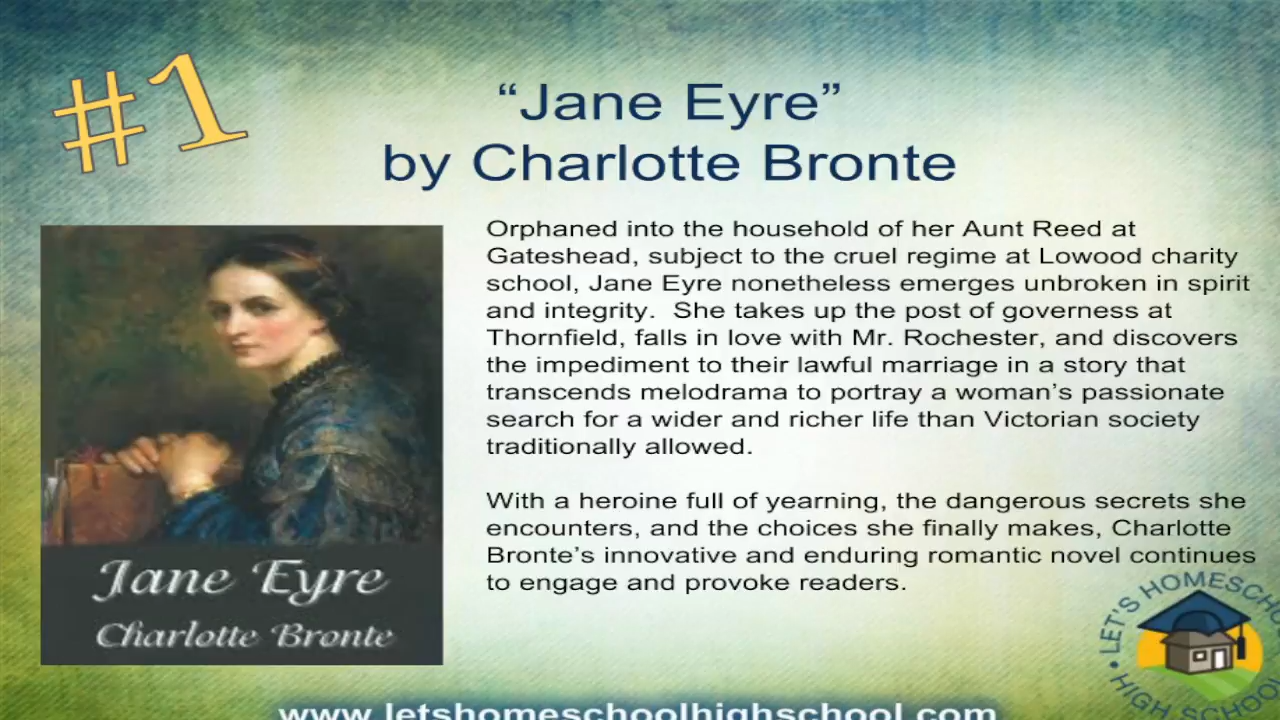 #1
“Jane Eyre”
by Charlotte Bronte
Orphaned into the household of her Aunt Reed at
Gateshead, subject to the cruel regime at Lowood charity
school, Jane Eyre nonetheless emerges unbroken in spirit
and integrity.  She takes up the post of governess at
Thornfield, falls in love with Mr. Rochester, and discovers
the impediment to their lawful marriage in a story that
transcends melodrama to portray a woman’s passionate
search for a wider and richer life than Victorian society
traditionally allowed.
With a heroine full of yearning, the dangerous secrets she
encounters, and the choices she finally makes, Charlotte
Bronte’s innovative and enduring romantic novel continues
to engage and provoke readers.
Jane Eyre
Charlotte Bronte
LET'S HOMESCHO
HIGH SCHOOL
www.letshomeschoolhighschool.com